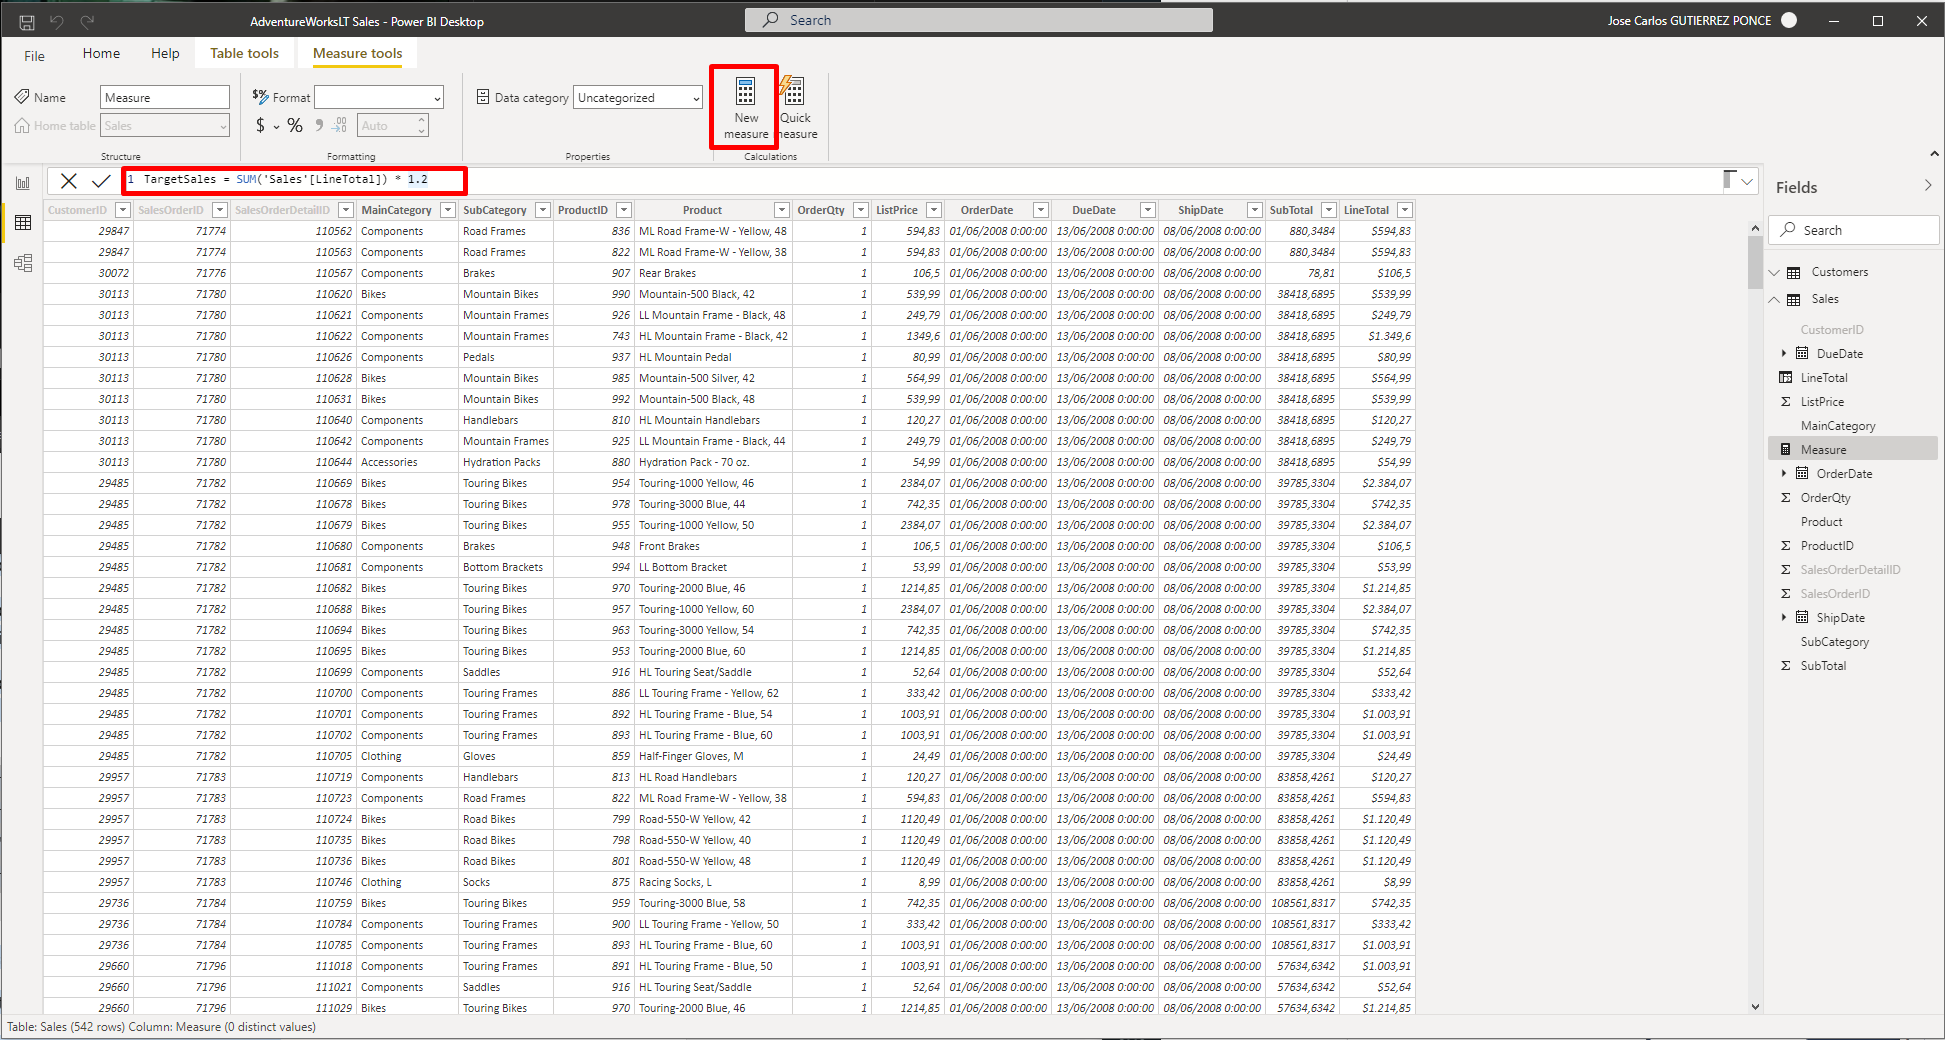 AdventureWorksLT Sales - Power BI Desktop Search Jose Carlos GUTIERREZ PONCE
File Home Help Table tools Measure tools
Name Measure Format Data category Uncategorized New measure Quick measure
Home table Sales $ % 9 .00 Auto
Structure Formatting Properties Calculations
1 TargetSales = SUM('Sales'[LineTotal]) * 1.2
CustomerID SalesOrderID SalesOrderDetailID MainCategory SubCategory ProductID Product OrderQty ListPrice OrderDate DueDate ShipDate SubTotal LineTotal
29847 71774 110562 Components Road Frames 836 ML Road Frame-W - Yellow, 48 1 594,83 01/06/2008 0:00:00 13/06/2008 0:00:00 08/06/2008 0:00:00 880,3484 $594,83
29847 71774 110563 Components Road Frames 822 ML Road Frame-W - Yellow, 38 1 594,83 01/06/2008 0:00:00 13/06/2008 0:00:00 08/06/2008 0:00:00 880,3484 $594,83
30072 71776 110567 Components Brakes 907 Rear Brakes 1 106,5 01/06/2008 0:00:00 13/06/2008 0:00:00 08/06/2008 0:00:00 78,81 $106,5
30113 71780 110620 Bikes Mountain Bikes 990 Mountain-500 Black, 42 1 539,99 01/06/2008 0:00:00 13/06/2008 0:00:00 08/06/2008 0:00:00 38418,6895 $539,99
30113 71780 110621 Components Mountain Frames 926 LL Mountain Frame - Black, 48 1 249,79 01/06/2008 0:00:00 13/06/2008 0:00:00 08/06/2008 0:00:00 38418,6895 $249,79
30113 71780 110622 Components Mountain Frames 743 HL Mountain Frame - Black, 42 1 1349,6 01/06/2008 0:00:00 13/06/2008 0:00:00 08/06/2008 0:00:00 38418,6895 $1.349,6
30113 71780 110626 Components Pedals 937 HL Mountain Pedal 1 80,99 01/06/2008 0:00:00 13/06/2008 0:00:00 08/06/2008 0:00:00 38418,6895 $80,99
30113 71780 110628 Bikes Mountain Bikes 985 Mountain-500 Silver, 42 1 564,99 01/06/2008 0:00:00 13/06/2008 0:00:00 08/06/2008 0:00:00 38418,6895 $564,99
30113 71780 110631 Bikes Mountain Bikes 992 Mountain-500 Black, 48 1 539,99 01/06/2008 0:00:00 13/06/2008 0:00:00 08/06/2008 0:00:00 38418,6895 $539,99
30113 71780 110640 Components Handlebars 810 HL Mountain Handlebars 1 120,27 01/06/2008 0:00:00 13/06/2008 0:00:00 08/06/2008 0:00:00 38418,6895 $120,27
30113 71780 110642 Components Mountain Frames 925 LL Mountain Frame - Black, 44 1 249,79 01/06/2008 0:00:00 13/06/2008 0:00:00 08/06/2008 0:00:00 38418,6895 $249,79
30113 71780 110644 Accessories Hydration Packs 880 Hydration Pack - 70 oz. 1 54,99 01/06/2008 0:00:00 13/06/2008 0:00:00 08/06/2008 0:00:00 38418,6895 $54,99
29485 71782 110669 Bikes Touring Bikes 954 Touring-1000 Yellow, 46 1 2384,07 01/06/2008 0:00:00 13/06/2008 0:00:00 08/06/2008 0:00:00 39785,3304 $2.384,07
29485 71782 110678 Bikes Touring Bikes 978 Touring-3000 Blue, 44 1 742,35 01/06/2008 0:00:00 13/06/2008 0:00:00 08/06/2008 0:00:00 39785,3304 $742,35
29485 71782 110679 Bikes Touring Bikes 955 Touring-1000 Yellow, 50 1 2384,07 01/06/2008 0:00:00 13/06/2008 0:00:00 08/06/2008 0:00:00 39785,3304 $2.384,07
29485 71782 110680 Components Brakes 948 Front Brakes 1 106,5 01/06/2008 0:00:00 13/06/2008 0:00:00 08/06/2008 0:00:00 39785,3304 $106,5
29485 71782 110681 Components Bottom Brackets 994 LL Bottom Bracket 1 53,99 01/06/2008 0:00:00 13/06/2008 0:00:00 08/06/2008 0:00:00 39785,3304 $53,99
29485 71782 110682 Bikes Touring Bikes 970 Touring-2000 Blue, 46 1 1214,85 01/06/2008 0:00:00 13/06/2008 0:00:00 08/06/2008 0:00:00 39785,3304 $1.214,85
29485 71782 110688 Bikes Touring Bikes 957 Touring-1000 Yellow, 60 1 2384,07 01/06/2008 0:00:00 13/06/2008 0:00:00 08/06/2008 0:00:00 39785,3304 $2.384,07
29485 71782 110694 Bikes Touring Bikes 963 Touring-3000 Yellow, 54 1 742,35 01/06/2008 0:00:00 13/06/2008 0:00:00 08/06/2008 0:00:00 39785,3304 $742,35
29485 71782 110695 Bikes Touring Bikes 953 Touring-2000 Blue, 60 1 1214,85 01/06/2008 0:00:00 13/06/2008 0:00:00 08/06/2008 0:00:00 39785,3304 $1.214,85
29485 71782 110699 Components Saddles 916 HL Touring Seat/Saddle 1 52,64 01/06/2008 0:00:00 13/06/2008 0:00:00 08/06/2008 0:00:00 39785,3304 $52,64
29485 71782 110700 Components Touring Frames 886 LL Touring Frame - Yellow, 62 1 333,42 01/06/2008 0:00:00 13/06/2008 0:00:00 08/06/2008 0:00:00 39785,3304 $333,42
29485 71782 110701 Components Touring Frames 892 HL Touring Frame - Blue, 54 1 1003,91 01/06/2008 0:00:00 13/06/2008 0:00:00 08/06/2008 0:00:00 39785,3304 $1.003,91
29485 71782 110702 Components Touring Frames 893 HL Touring Frame - Blue, 60 1 1003,91 01/06/2008 0:00:00 13/06/2008 0:00:00 08/06/2008 0:00:00 39785,3304 $1.003,91
29485 71782 110705 Clothing Gloves 859 Half-Finger Gloves, M 1 24,49 01/06/2008 0:00:00 13/06/2008 0:00:00 08/06/2008 0:00:00 39785,3304 $24,49
29957 71783 110719 Components Handlebars 813 HL Road Handlebars 1 120,27 01/06/2008 0:00:00 13/06/2008 0:00:00 08/06/2008 0:00:00 83858,4261 $120,27
29957 71783 110723 Components Road Frames 822 ML Road Frame-W - Yellow, 38 1 594,83 01/06/2008 0:00:00 13/06/2008 0:00:00 08/06/2008 0:00:00 83858,4261 $594,83
29957 71783 110724 Bikes Road Bikes 799 Road-550-W Yellow, 42 1 1120,49 01/06/2008 0:00:00 13/06/2008 0:00:00 08/06/2008 0:00:00 83858,4261 $1.120,49
29957 71783 110735 Bikes Road Bikes 798 Road-550-W Yellow, 40 1 1120,49 01/06/2008 0:00:00 13/06/2008 0:00:00 08/06/2008 0:00:00 83858,4261 $1.120,49
29957 71783 110736 Bikes Road Bikes 801 Road-550-W Yellow, 48 1 1120,49 01/06/2008 0:00:00 13/06/2008 0:00:00 08/06/2008 0:00:00 83858,4261 $1.120,49
29957 71783 110746 Clothing Socks 875 Racing Socks, L 1 8,99 01/06/2008 0:00:00 13/06/2008 0:00:00 08/06/2008 0:00:00 83858,4261 $8,99
29736 71784 110759 Bikes Touring Bikes 959 Touring-3000 Blue, 58 1 742,35 01/06/2008 0:00:00 13/06/2008 0:00:00 08/06/2008 0:00:00 108561,8317 $742,35
29736 71784 110784 Components Touring Frames 900 LL Touring Frame - Yellow, 50 1 333,42 01/06/2008 0:00:00 13/06/2008 0:00:00 08/06/2008 0:00:00 108561,8317 $333,42
29736 71784 110785 Components Touring Frames 893 HL Touring Frame - Blue, 60 1 1003,91 01/06/2008 0:00:00 13/06/2008 0:00:00 08/06/2008 0:00:00 108561,8317 $1.003,91
29660 71796 111018 Components Touring Frames 891 HL Touring Frame - Blue, 50 1 1003,91 01/06/2008 0:00:00 13/06/2008 0:00:00 08/06/2008 0:00:00 57634,6342 $1.003,91
29660 71796 111021 Components Saddles 916 HL Touring Seat/Saddle 1 52,64 01/06/2008 0:00:00 13/06/2008 0:00:00 08/06/2008 0:00:00 57634,6342 $52,64
29660 71796 111029 Bikes Touring Bikes 970 Touring-2000 Blue, 46 1 1214,85 01/06/2008 0:00:00 13/06/2008 0:00:00 08/06/2008 0:00:00 57634,6342 $1.214,85
Fields
Search
Customers
Sales
CustomerID
DueDate
LineTotal
ListPrice
MainCategory
Measure
OrderDate
OrderQty
Product
ProductID
SalesOrderDetailID
SalesOrderID
ShipDate
SubCategory
SubTotal
Table: Sales (542 rows) Column: Measure (0 distinct values)